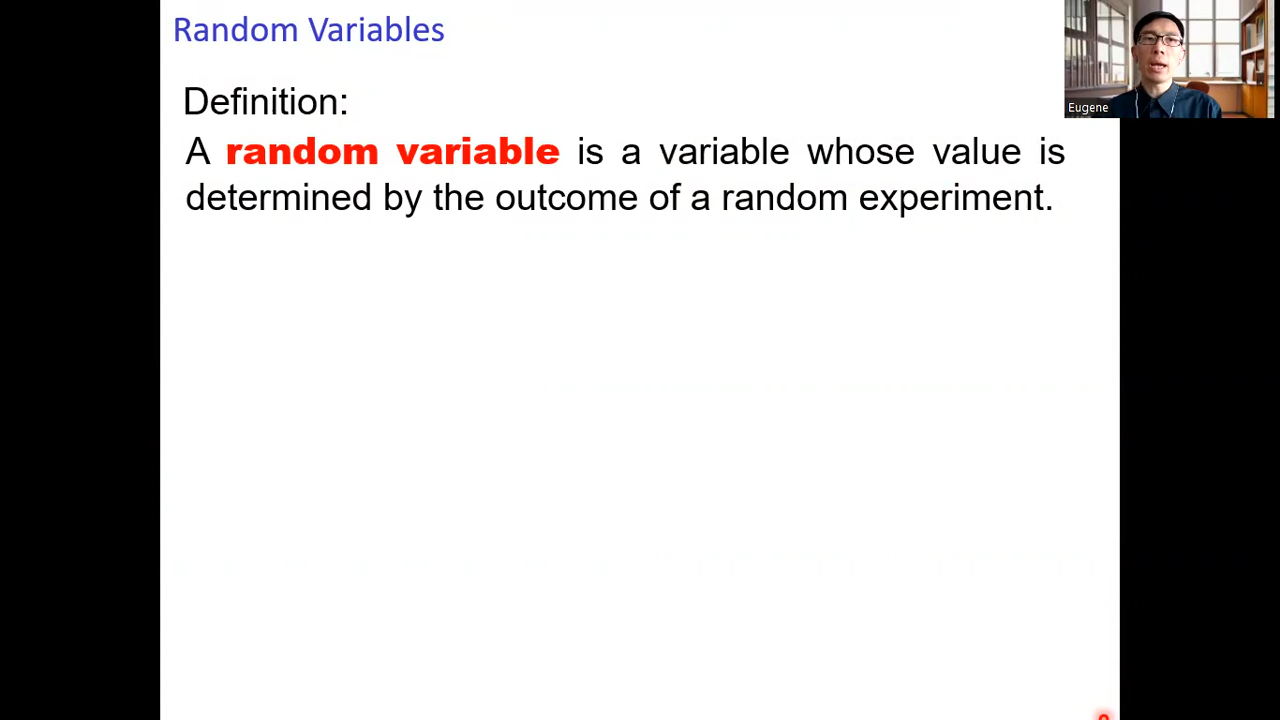 Random Variables
Eugene
Definition:
A random variable is a variable whose value is
determined by the outcome of a random experiment.